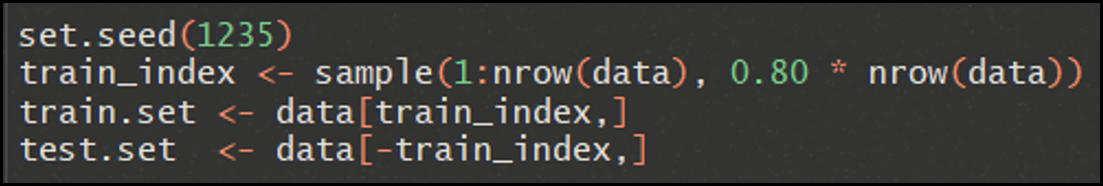 set.seed(1235)
train_index <- sample(1:nrow(data), 0.80 * nrow(data))
train.set <- data[train_index,]
test.set  <- data[-train_index,]